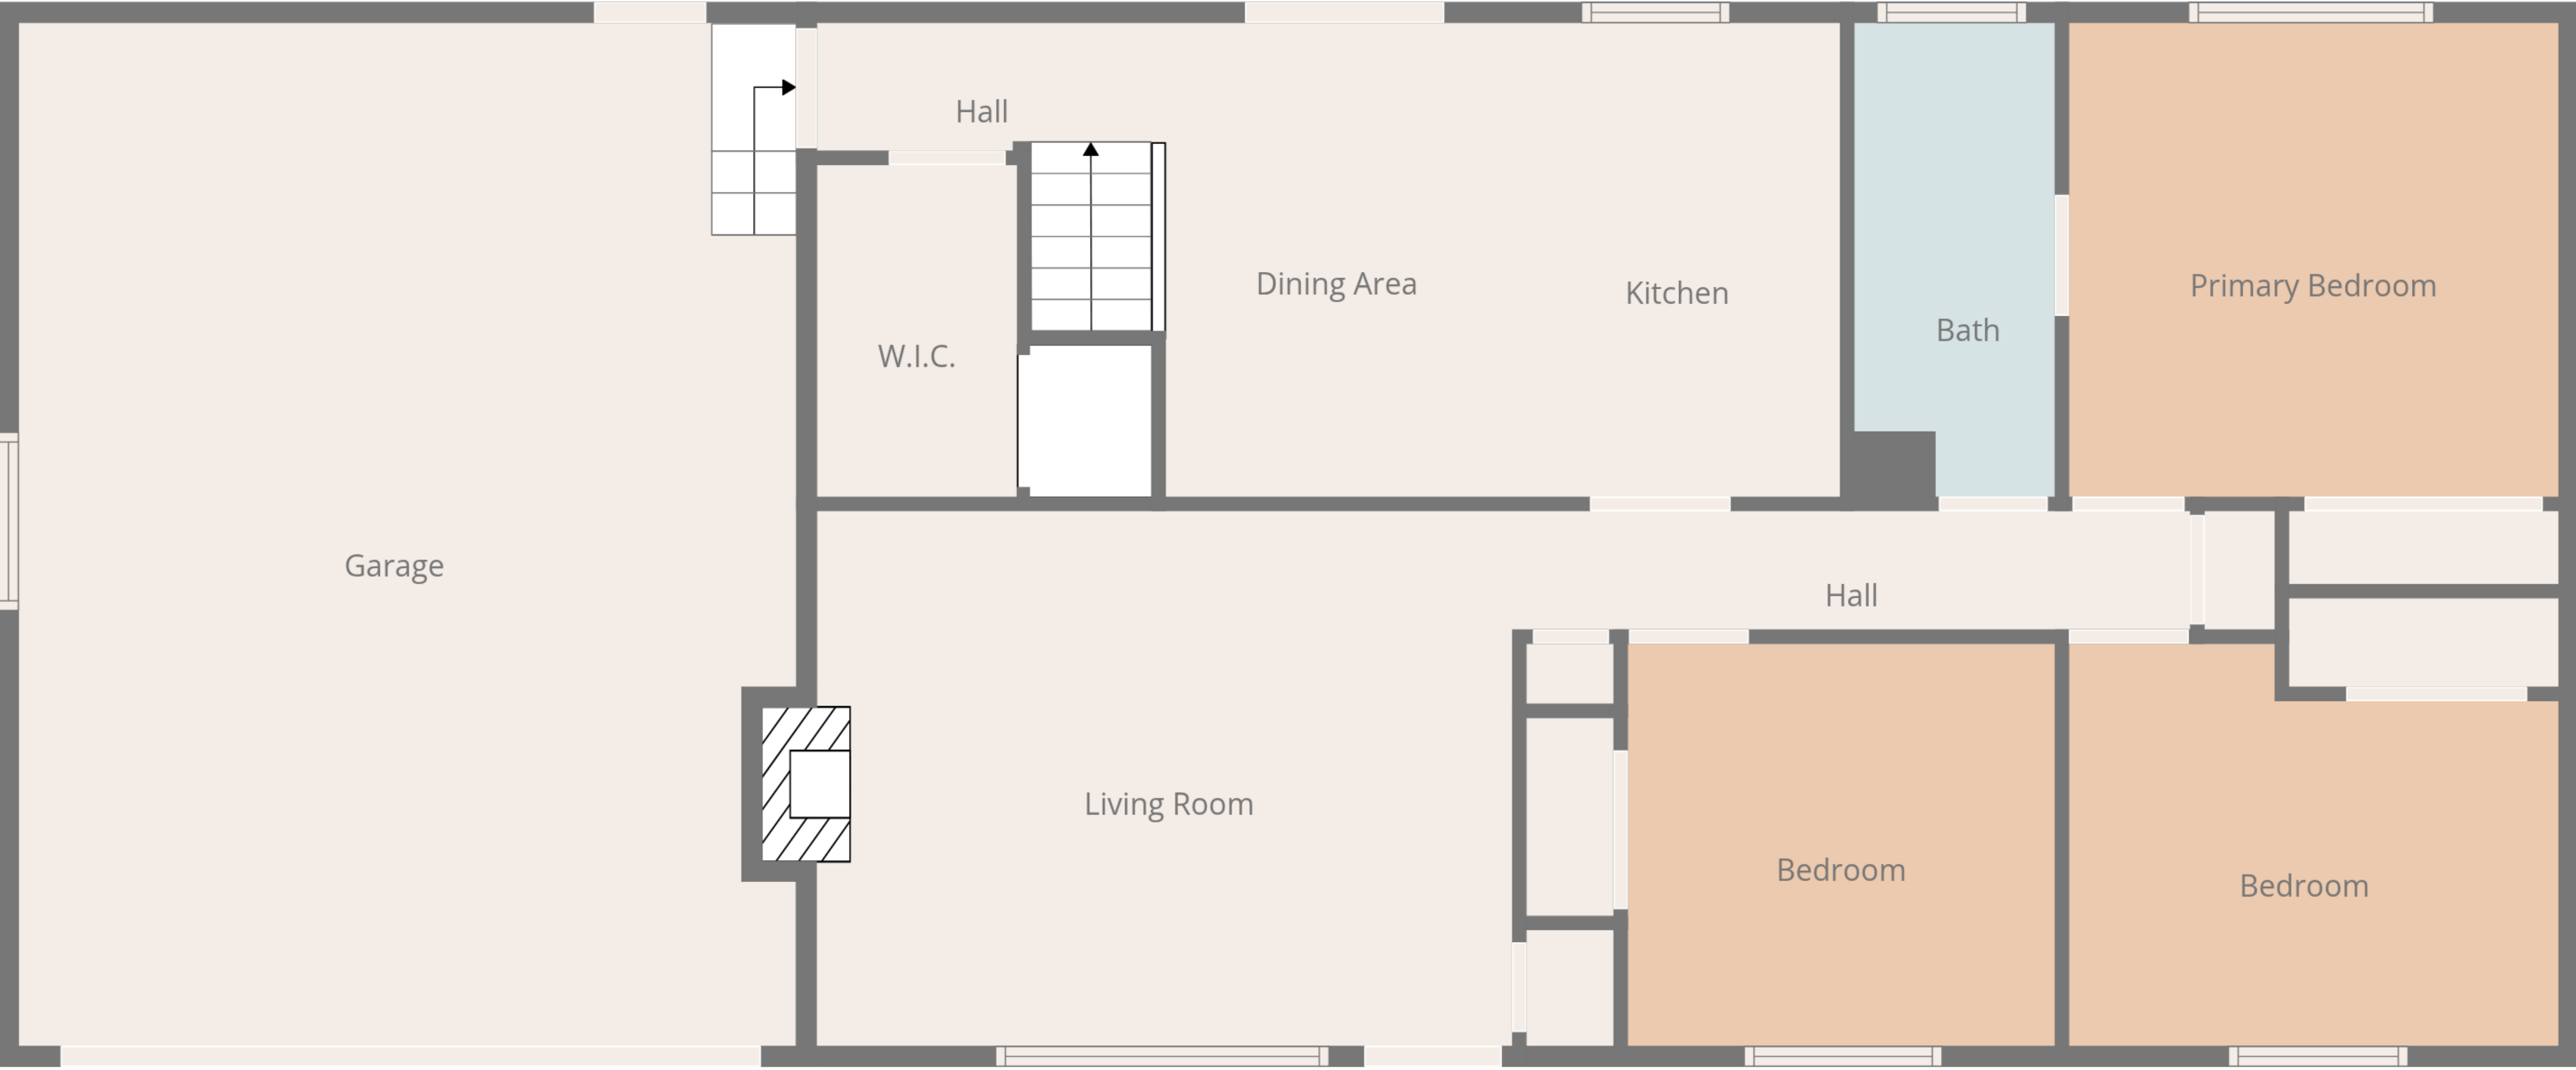 Hall
Dining Area
Primary Bedroom
Kitchen
Bath
W.I.C.
Garage
Hall
Living Room
Bedroom
Bedroom